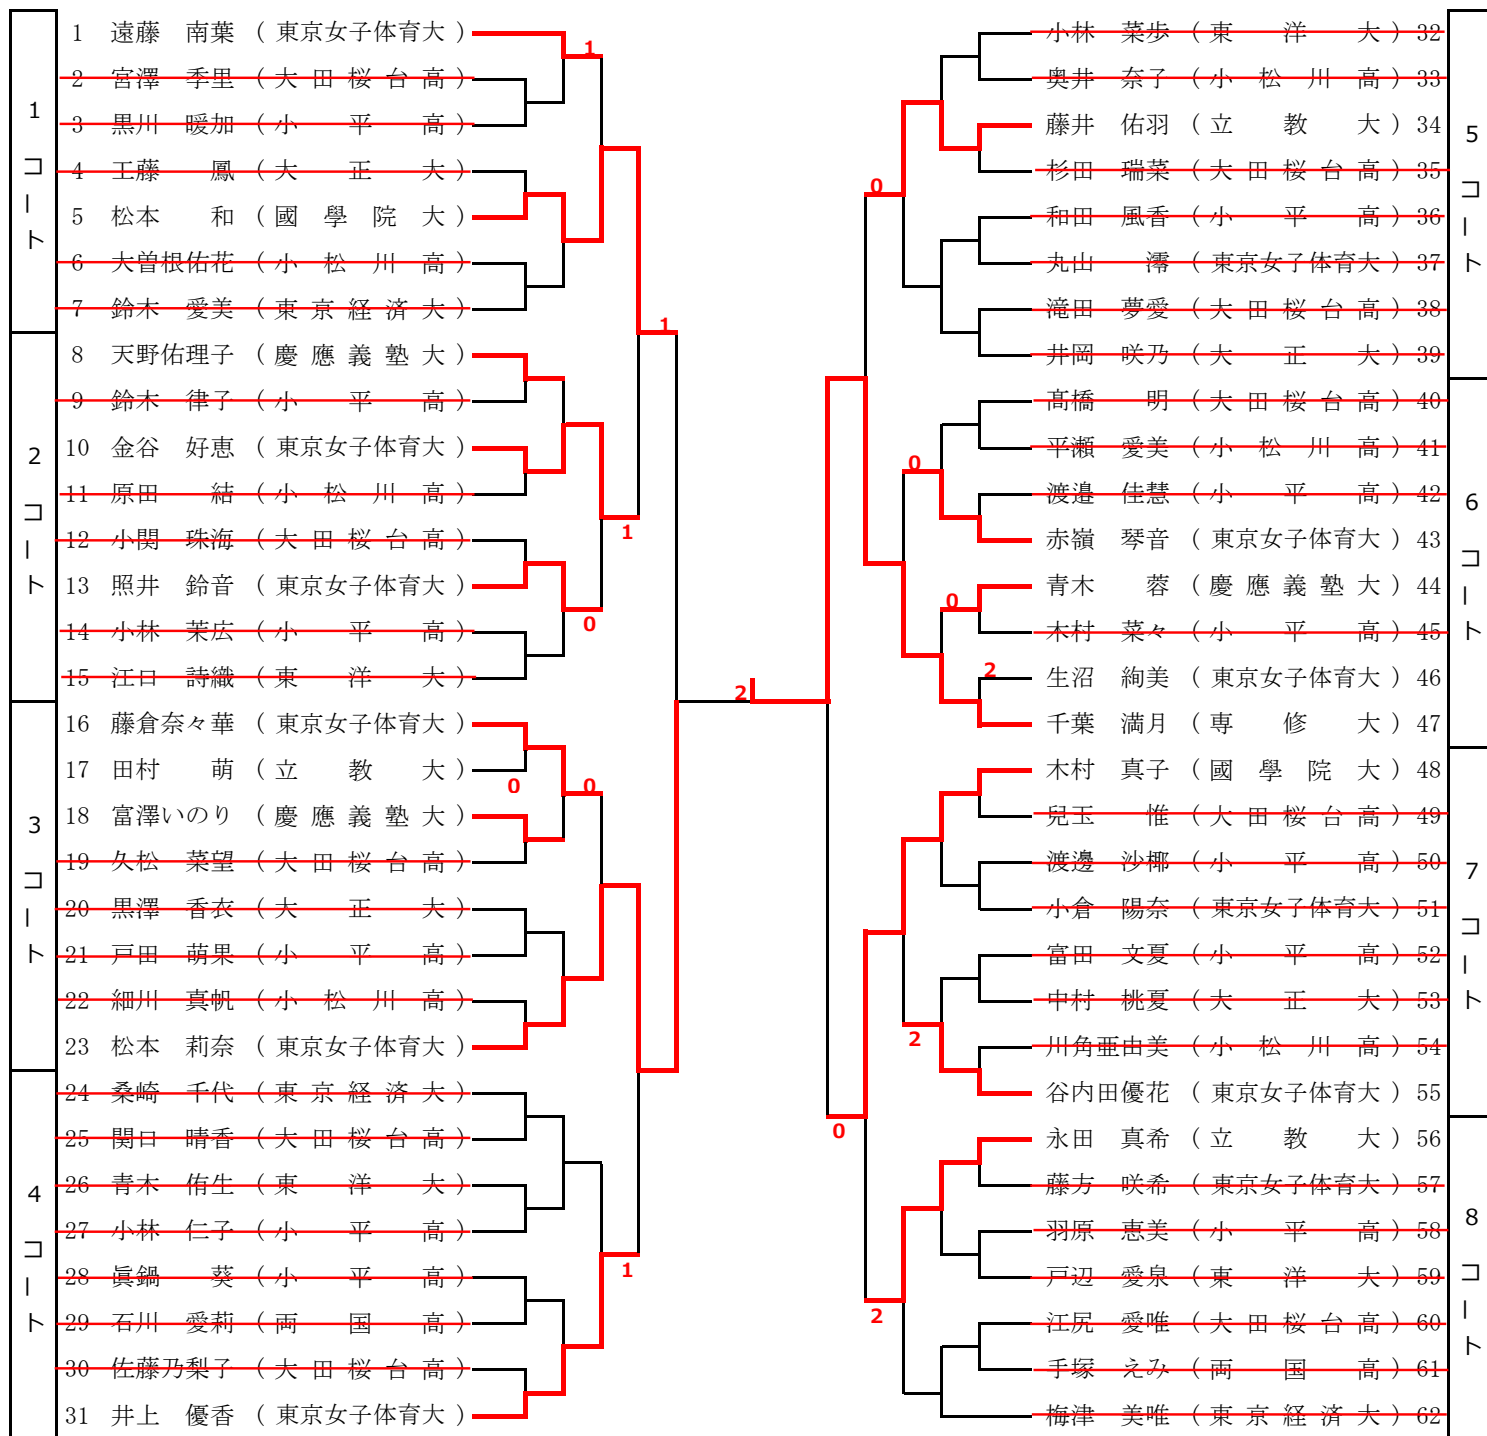 1コート
1 遠藤 南葉 (東京女子体育大)
2 宮澤 季里 (大田桜台高)
3 黒川 暖加 (小平高)
4 工藤 鳳 (大正大)
5 松本 和 (國學院大)
6 大曽根佑花 (小松川高)
7 鈴木 愛美 (東京経済大)
2コート
8 天野佑理子 (慶應義塾大)
9 鈴木 律子 (小平高)
10 金谷 好恵 (東京女子体育大)
11 原田 結 (小松川高)
12 小関 珠海 (大田桜台高)
13 照井 鈴音 (東京女子体育大)
14 小林 茉広 (小平高)
15 江口 詩織 (東洋大)
3コート
16 藤倉奈々華 (東京女子体育大)
17 田村 萌 (立教大)
18 富澤いのり (慶應義塾大)
19 久松 菜望 (大田桜台高)
20 黒澤 香衣 (大正大)
21 戸田 萌果 (小平高)
22 細川 真帆 (小松川高)
23 松本 莉奈 (東京女子体育大)
4コート
24 桑崎 千代 (東京経済大)
25 関口 晴香 (大田桜台高)
26 青木 侑生 (東洋大)
27 小林 仁子 (小平高)
28 眞鍋 葵 (小平高)
29 石川 愛莉 (両国高)
30 佐藤乃梨子 (大田桜台高)
31 井上 優香 (東京女子体育大)
1
1
1
0
0
0
1
2
5コート
小林 菜歩 (東洋大) 32
奥井 奈子 (小松川高) 33
藤井 佑羽 (立教大) 34
杉田 瑞菜 (大田桜台高) 35
和田 風香 (小平高) 36
丸山 澪 (東京女子体育大) 37
滝田 夢愛 (大田桜台高) 38
井岡 咲乃 (大正大) 39
6コート
髙橋 明 (大田桜台高) 40
平瀬 愛美 (小松川高) 41
渡邉 佳慧 (小平高) 42
赤嶺 琴音 (東京女子体育大) 43
青木 蓉 (慶應義塾大) 44
木村 菜々 (小平高) 45
生沼 絢美 (東京女子体育大) 46
千葉 満月 (専修大) 47
7コート
木村 真子 (國學院大) 48
兒玉 惟 (大田桜台高) 49
渡邊 沙椰 (小平高) 50
小倉 陽奈 (東京女子体育大) 51
富田 文夏 (小平高) 52
中村 桃夏 (大正大) 53
川角亜由美 (小松川高) 54
谷内田優花 (東京女子体育大) 55
8コート
永田 真希 (立教大) 56
藤方 咲希 (東京女子体育大) 57
羽原 恵美 (小平高) 58
戸辺 愛泉 (東洋大) 59
江尻 愛唯 (大田桜台高) 60
手塚 えみ (両国高) 61
梅津 美唯 (東京経済大) 62
0
0
0
2
2
0
2